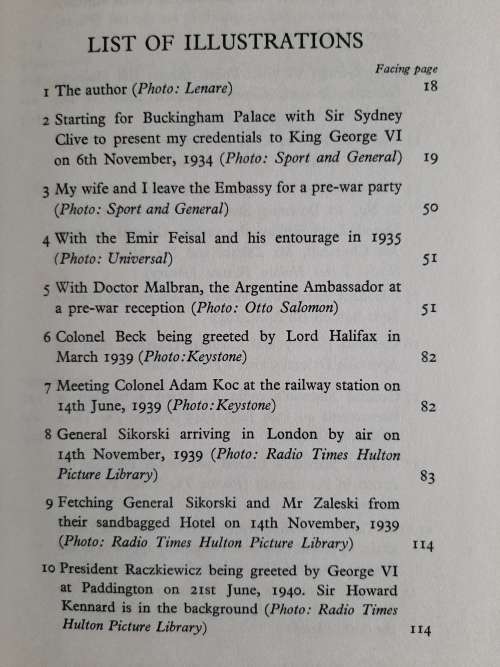 LIST OF ILLUSTRATIONS
Facing page
1 The author (Photo: Lenare) 18
2 Starting for Buckingham Palace with Sir Sydney
Clive to present my credentials to King George VI
on 6th November, 1934 (Photo: Sport and General) 19
3 My wife and I leave the Embassy for a pre-war party
(Photo: Sport and General) 50
4 With the Emir Feisal and his entourage in 1935
(Photo: Universal) 51
5 With Doctor Malbran, the Argentine Ambassador at
a pre-war reception (Photo: Otto Salomon) 51
6 Colonel Beck being greeted by Lord Halifax in
March 1939 (Photo:Keystone) 82
7 Meeting Colonel Adam Koc at the railway station on
14th June, 1939 (Photo:Keystone) 82
8 General Sikorski arriving in London by air on
14th November, 1939 (Photo: Radio Times Hulton
Picture Library) 83
9 Fetching General Sikorski and Mr Zaleski from
their sandbagged Hotel on 14th November, 1939
(Photo: Radio Times Hulton Picture Library) 114
10 President Raczkiewicz being greeted by George VI
at Paddington on 21st June, 1940. Sir Howard
Kennard is in the background (Photo: Radio Times
Hulton Picture Library) 114